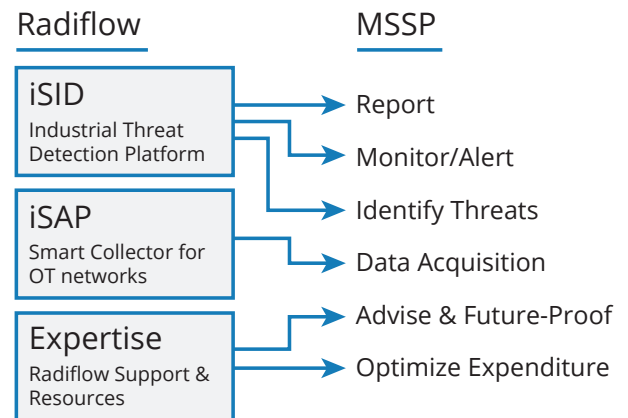 Radiflow
MSSP
iSID
Industrial Threat
Detection Platform
iSAP
Smart Collector for
OT networks
Expertise
Radiflow Support &
Resources
Report
Monitor/Alert
Identify Threats
Data Acquisition
Advise & Future-Proof
Optimize Expenditure